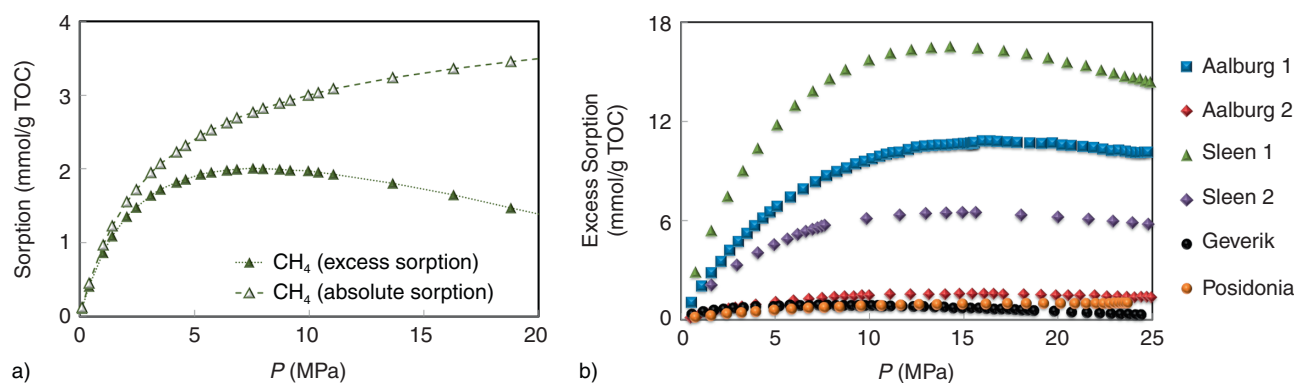 4
3
2
1
0
Sorption (mmol/g TOC)
CH4 (excess sorption)
CH4 (absolute sorption)
0 5 10 15 20
a) P (MPa)
18
12
6
0
Excess Sorption
(mmol/g TOC)
0 5 10 15 20 25
b) P (MPa)
Aalburg 1
Aalburg 2
Sleen 1
Sleen 2
Geverik
Posidonia